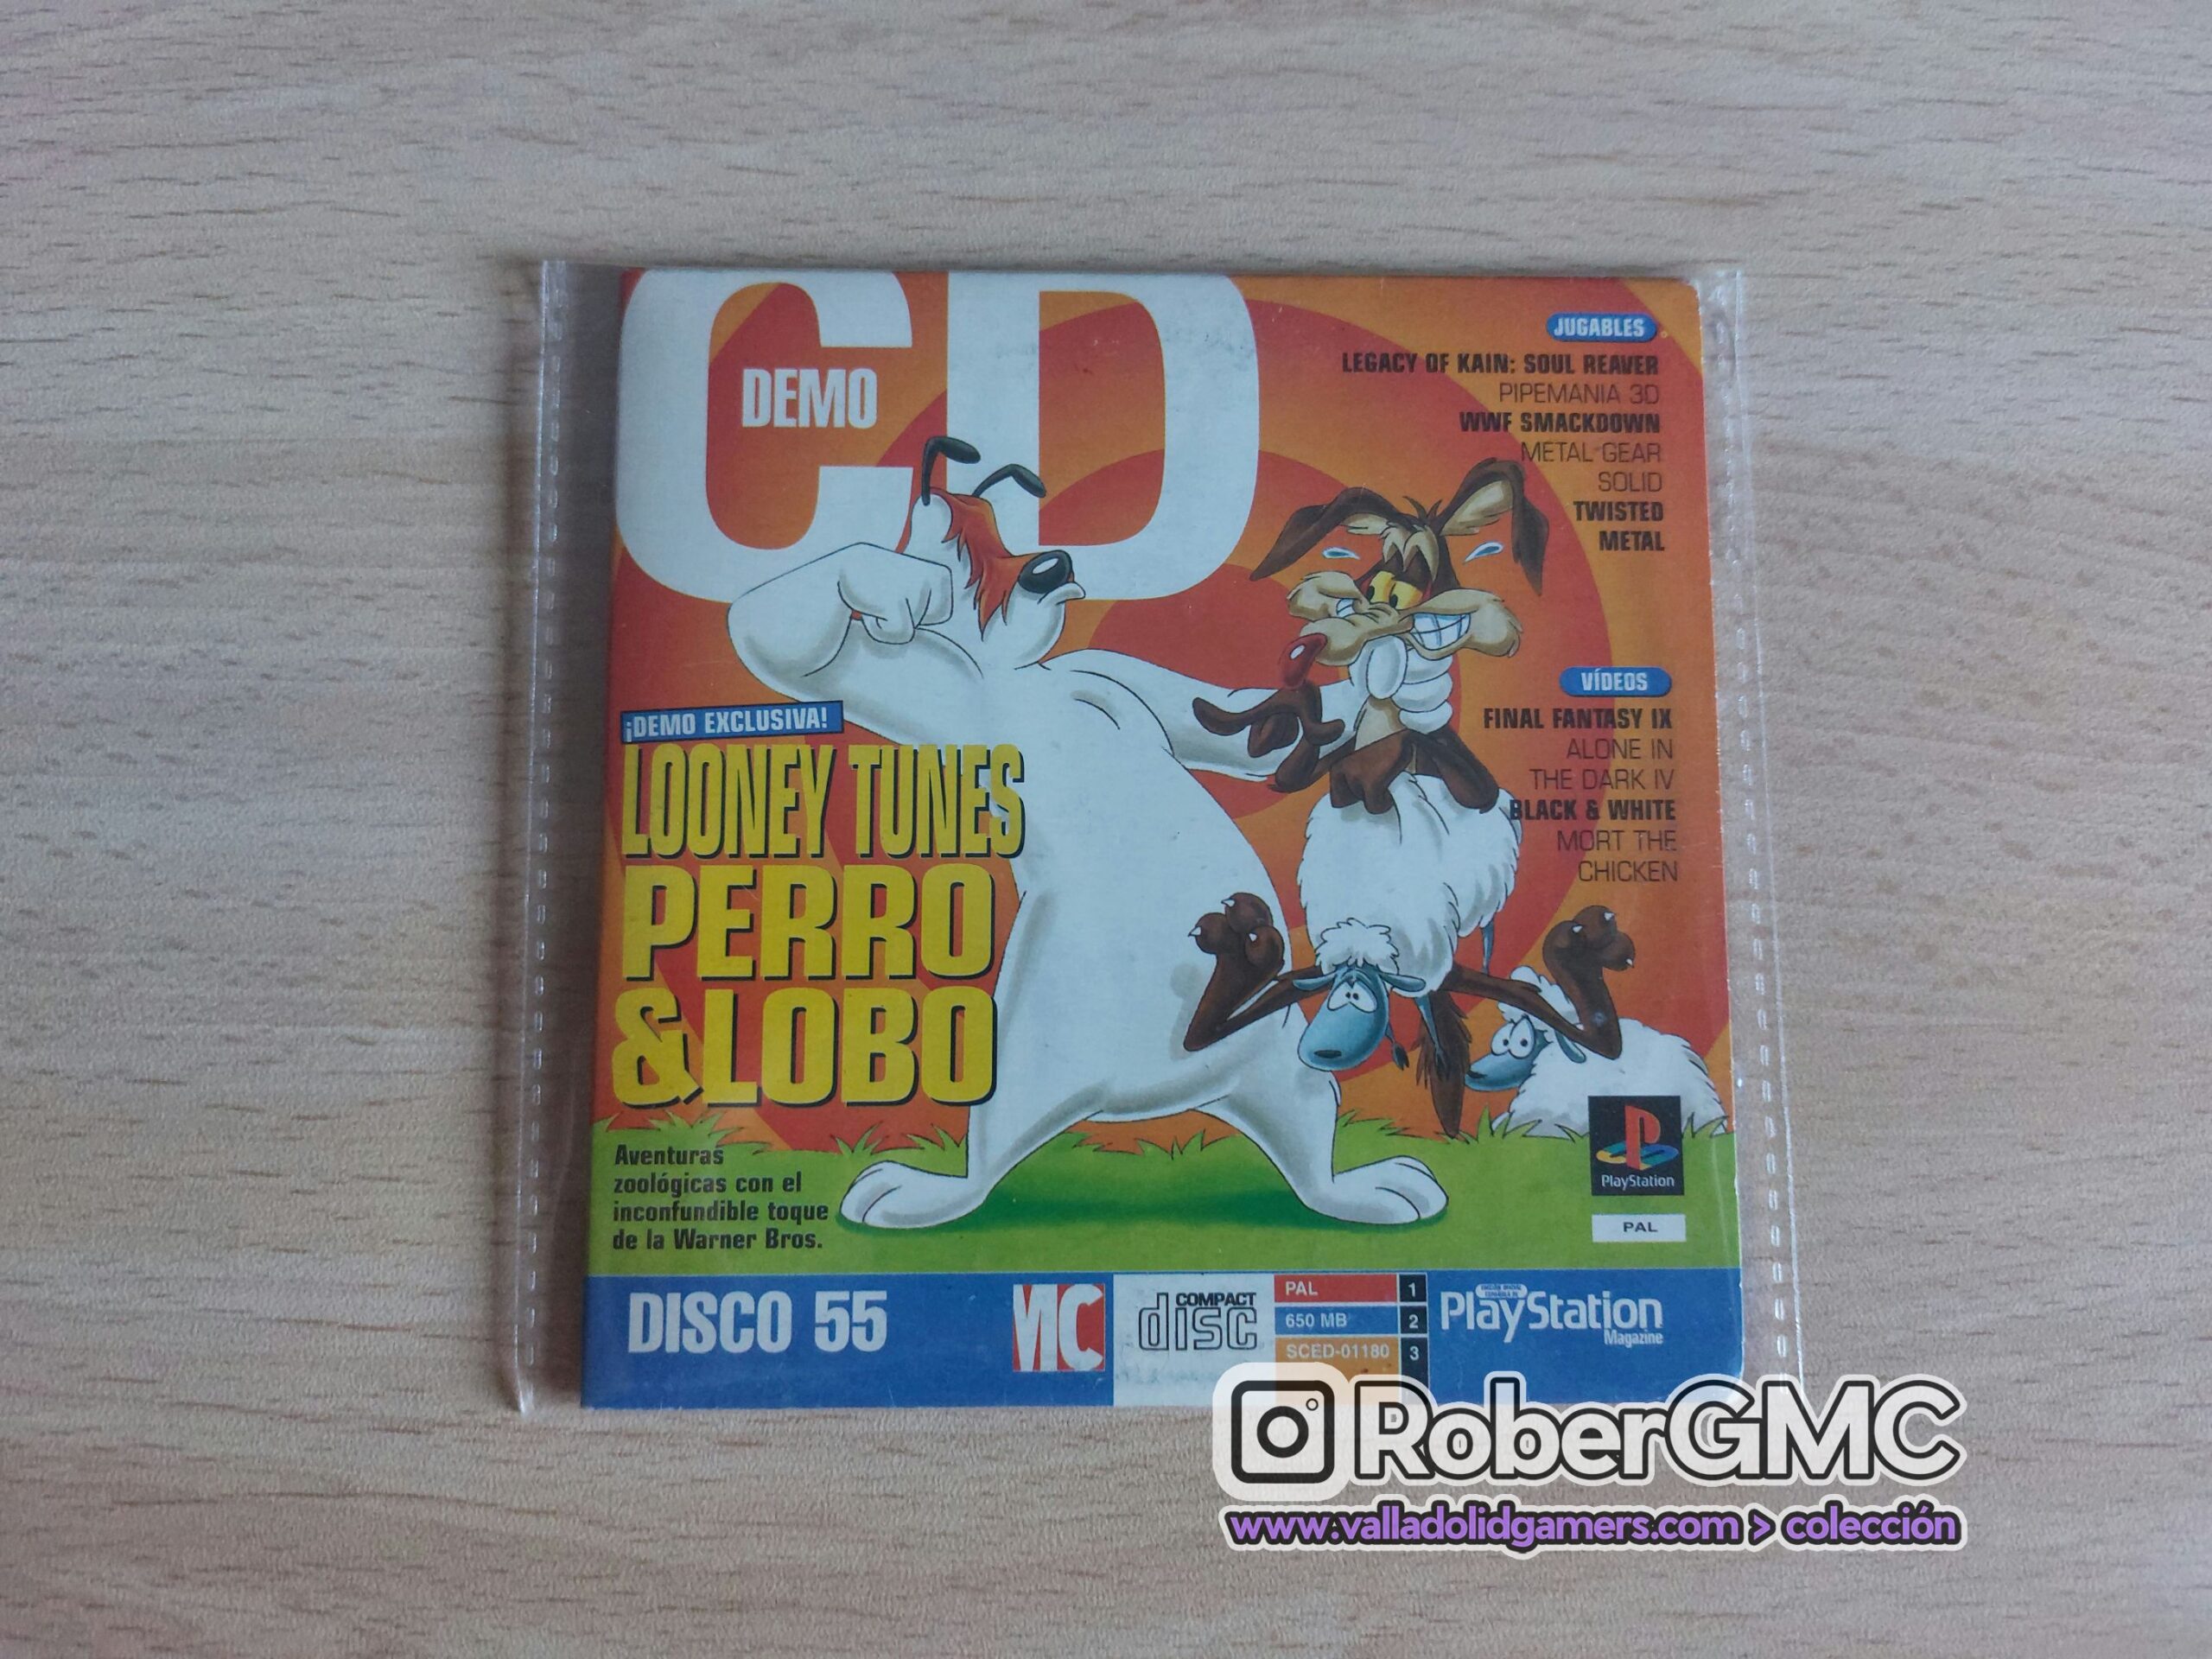 CD
DEMO
JUGABLES
LEGACY OF KAIN: SOUL REAVER
PIPEMANIA 3D
WWF SMACKDOWN
METAL GEAR
SOLID
TWISTED
METAL
VÍDEOS
FINAL FANTASY IX
ALONE IN
THE DARK IV
BLACK & WHITE
MORT THE
CHICKEN
¡DEMO EXCLUSIVA!
LOONEY TUNES
PERRO
&LOBO
Aventuras
zoológicas con el
inconfundible toque
de la Warner Bros.
PlayStation
PAL
DISCO 55
MC
COMPACT
disc
PAL 1
650 MB 2
SCED-01180 3
PlayStation
Magazine
RoberGMC
www.valladolidgamers.com > colección